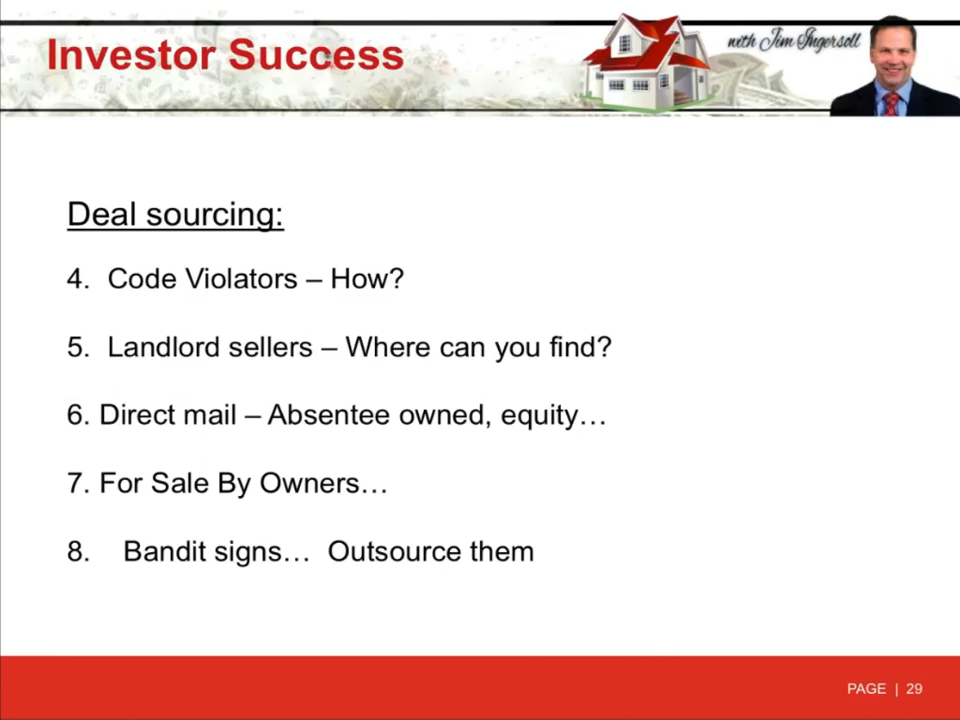 Investor Success
with Jim Ingersoll
Deal sourcing:
4. Code Violators – How?
5. Landlord sellers – Where can you find?
6. Direct mail – Absentee owned, equity…
7. For Sale By Owners…
8. Bandit signs… Outsource them
PAGE | 29